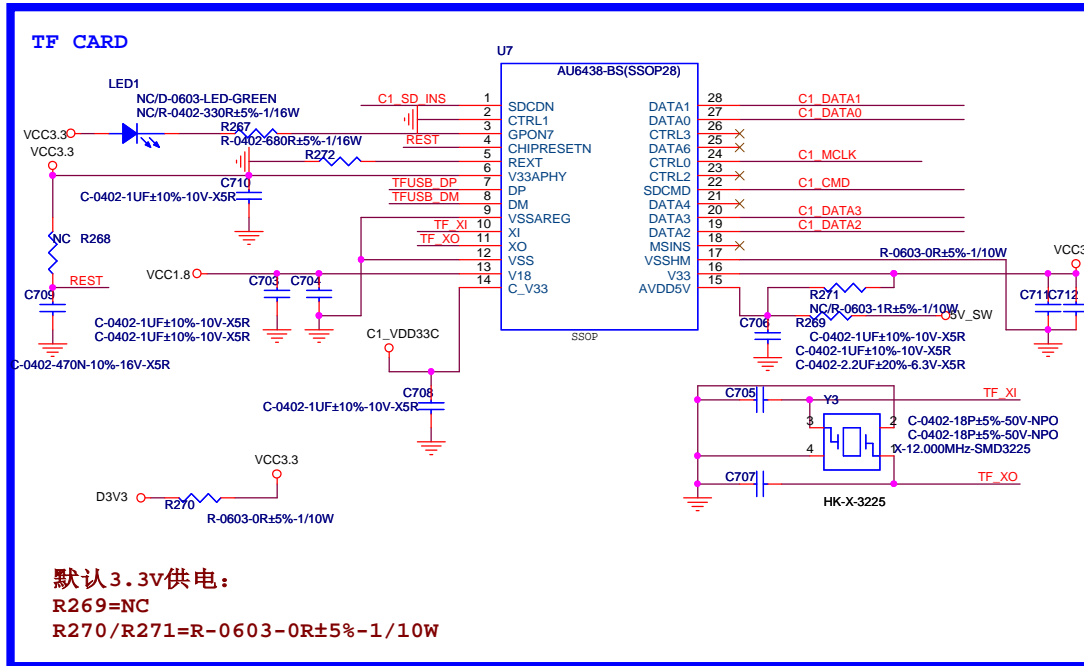 TF CARD
U7
AU6438-BS(SSOP28)
LED1
NC/D-0603-LED-GREEN
NC/R-0402-330R±5%-1/16W
VCC3.3
R267
R-0402-680R±5%-1/16W
R272
VCC3.3
C1_SD_INS
REST
C710
C-0402-1UF±10%-10V-X5R
TFUSB_DP
TFUSB_DM
TF_XI
TF_XO
NC R268
REST
C709
VCC1.8
C703
C704
C-0402-1UF±10%-10V-X5R
C-0402-1UF±10%-10V-X5R
C-0402-470N-10%-16V-X5R
C1_VDD33C
C708
C-0402-1UF±10%-10V-X5R
1 SDCDN
2 CTRL1
3 GPON7
4 CHIPRESETN
5 REXT
6 V33APHY
7 DP
8 DM
9 VSSAREG
10 XI
11 XO
12 VSS
13 V18
14 C_V33
DATA1 28 C1_DATA1
DATA0 27 C1_DATA0
CTRL3 26
DATA6 25
CTRL0 24 C1_MCLK
CTRL2 23
SDCMD 22 C1_CMD
DATA4 21
DATA3 20 C1_DATA3
DATA2 19 C1_DATA2
MSINS 18
VSSHM 17
V33 16
AVDD5V 15
SSOP
R-0603-0R±5%-1/10W
VCC3
R271
NC/R-0603-1R±5%-1/10W
C711
C712
C706
R269
5V_SW
C-0402-1UF±10%-10V-X5R
C-0402-1UF±10%-10V-X5R
C-0402-2.2UF±20%-6.3V-X5R
C705
Y3
TF_XI
3
2
C-0402-18P±5%-50V-NPO
C-0402-18P±5%-50V-NPO
X-12.000MHz-SMD3225
4
1
C707
TF_XO
HK-X-3225
VCC3.3
D3V3
R270
R-0603-0R±5%-1/10W
默认3.3V供电：
R269=NC
R270/R271=R-0603-0R±5%-1/10W